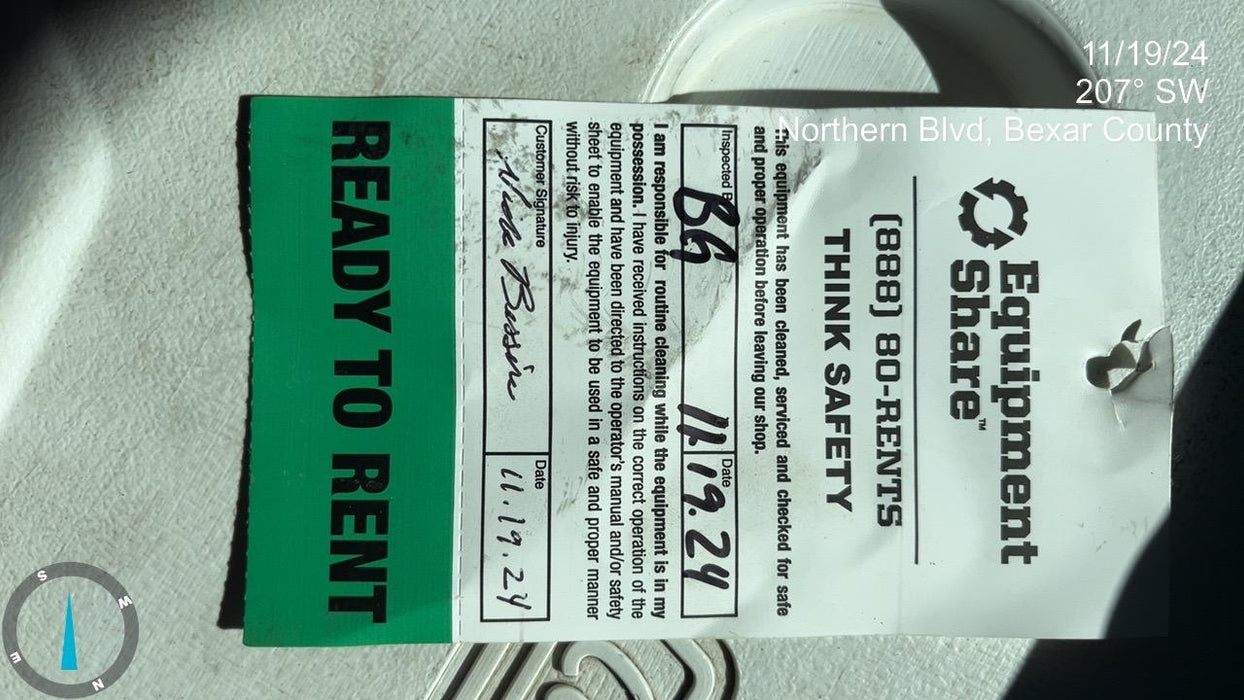 11/19/24
207° SW
Northern Blvd, Bexar County
Equipment
Share™
(888) 80-RENTS
THINK SAFETY
This equipment has been cleaned, serviced and checked for safe
and proper operation before leaving our shop.
Inspected B
Date
BG
11.19.24
I am responsible for routine cleaning while the equipment is in my
possession. I have received instructions on the correct operation of the
equipment and have been directed to the operator's manual and/or safety
sheet to enable the equipment to be used in a safe and proper manner
without risk to injury.
Customer Signature
Date
11.19.24
READY TO RENT
S
W
E
N